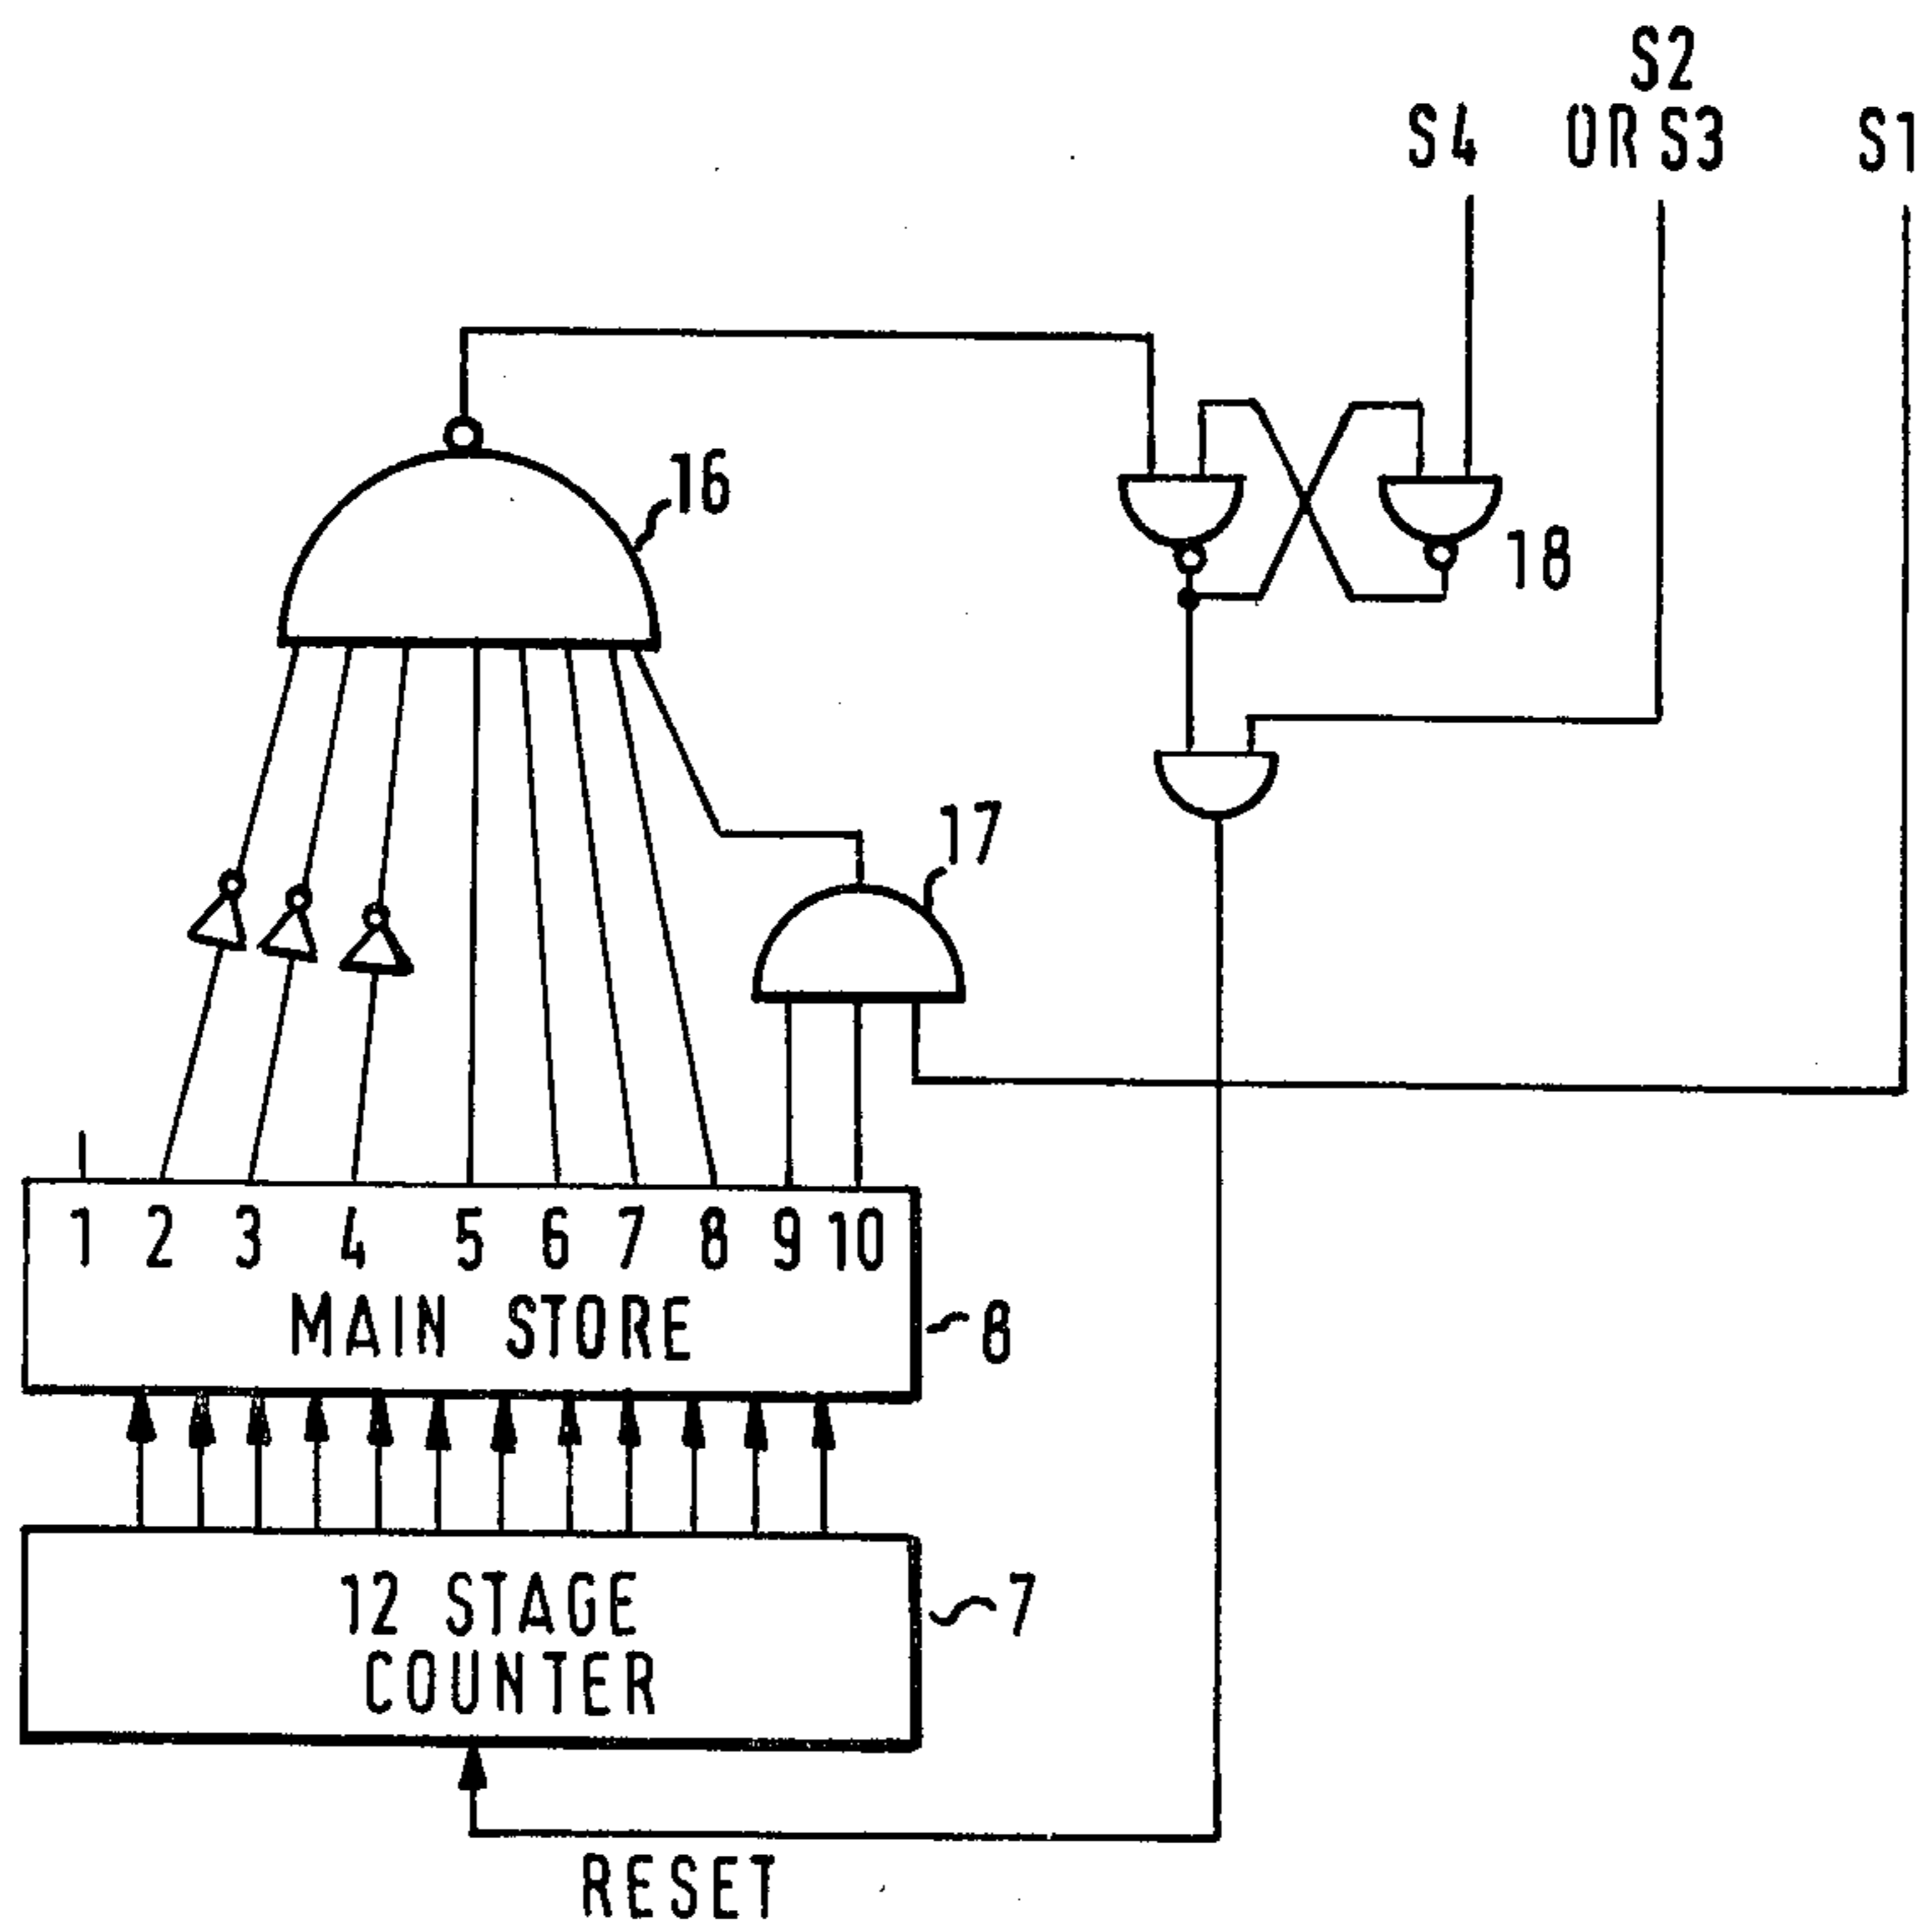 S2
S4 OR S3 S1
16
18
17
1 2 3 4 5 6 7 8 9 10
MAIN STORE
8
12 STAGE
COUNTER
7
RESET